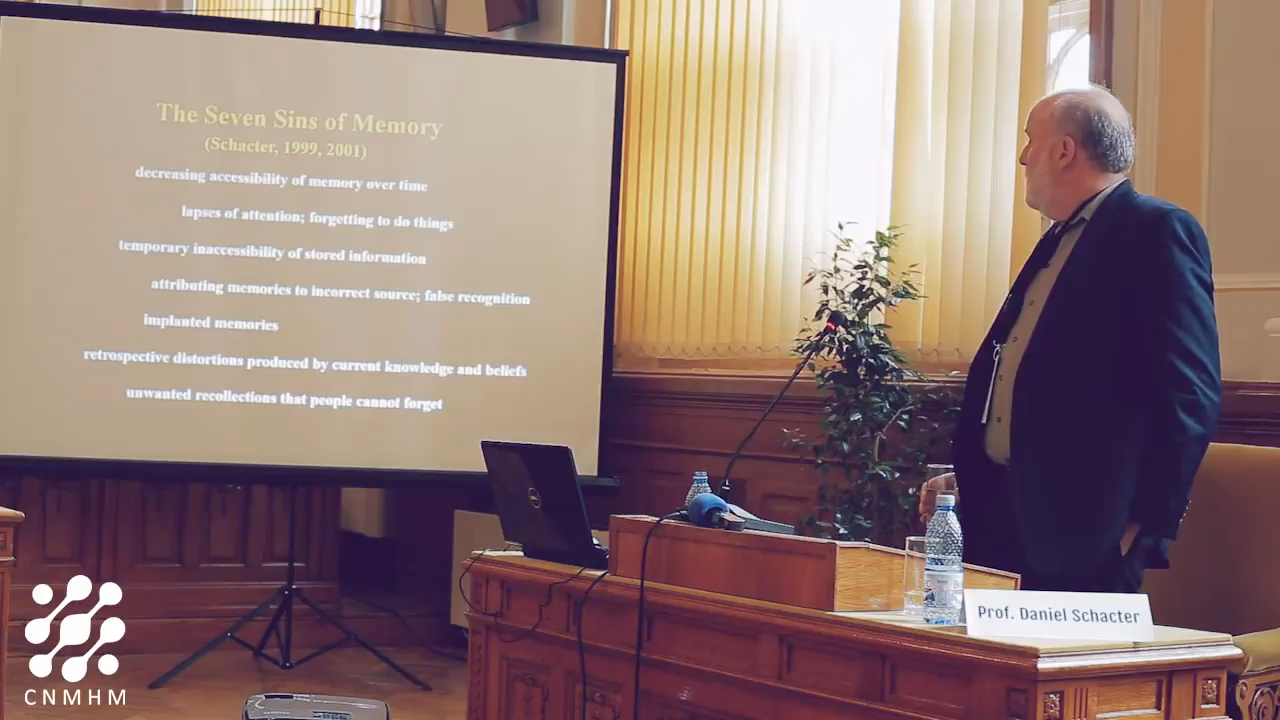 The Seven Sins of Memory
(Schacter, 1999, 2001)
decreasing accessibility of memory over time
lapses of attention; forgetting to do things
temporary inaccessibility of stored information
attributing memories to incorrect source; false recognition
implanted memories
retrospective distortions produced by current knowledge and beliefs
unwanted recollections that people cannot forget
DELL
Prof. Daniel Schacter
CNMHM